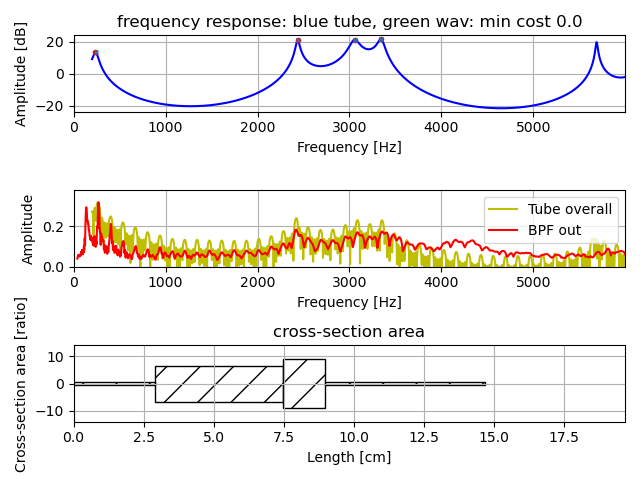 frequency response: blue tube, green wav: min cost 0.0
Amplitude [dB]
20
0
−20
0 1000 2000 3000 4000 5000
Frequency [Hz]
Amplitude
0.2
0.0
Tube overall
BPF out
0 1000 2000 3000 4000 5000
Frequency [Hz]
cross-section area
Cross-section area [ratio]
10
0
−10
0.0 2.5 5.0 7.5 10.0 12.5 15.0 17.5
Length [cm]